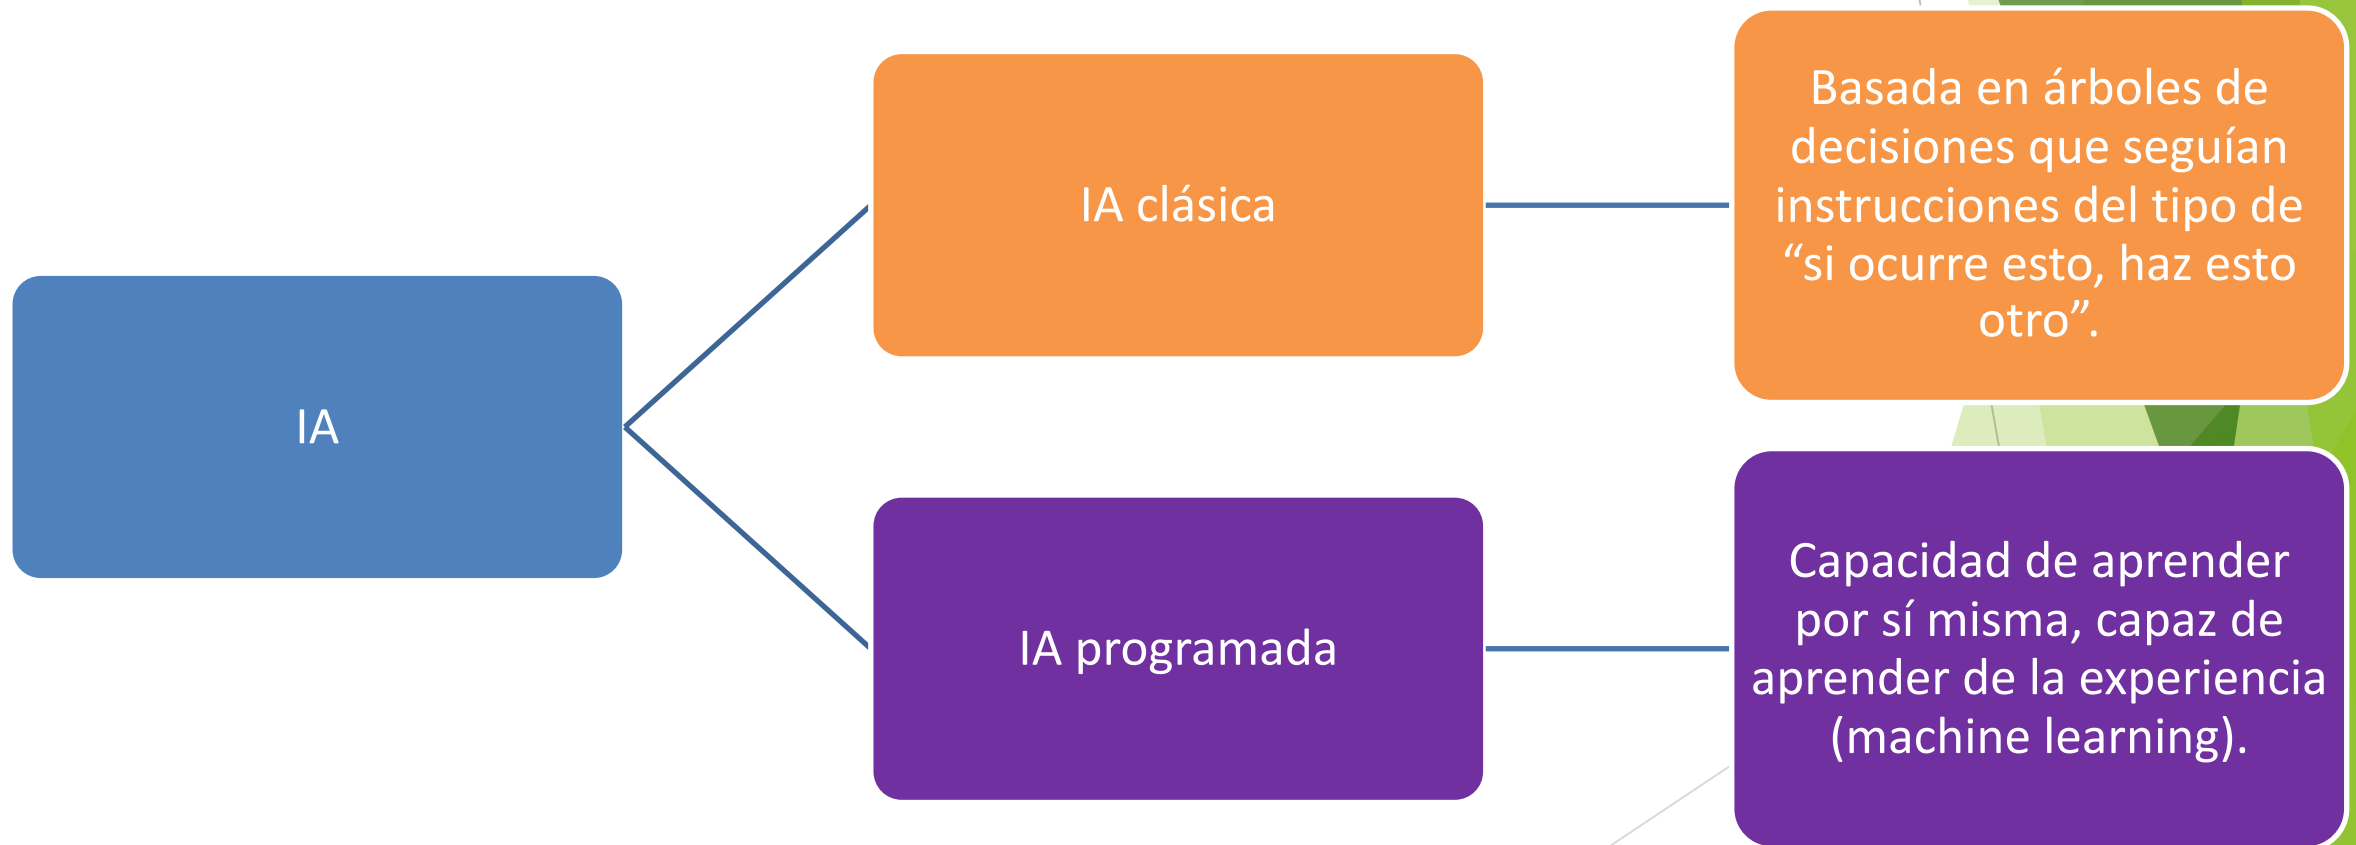 IA
IA clásica
Basada en árboles de
decisiones que seguían
instrucciones del tipo de
“si ocurre esto, haz esto
otro”.
IA programada
Capacidad de aprender
por sí misma, capaz de
aprender de la experiencia
(machine learning).